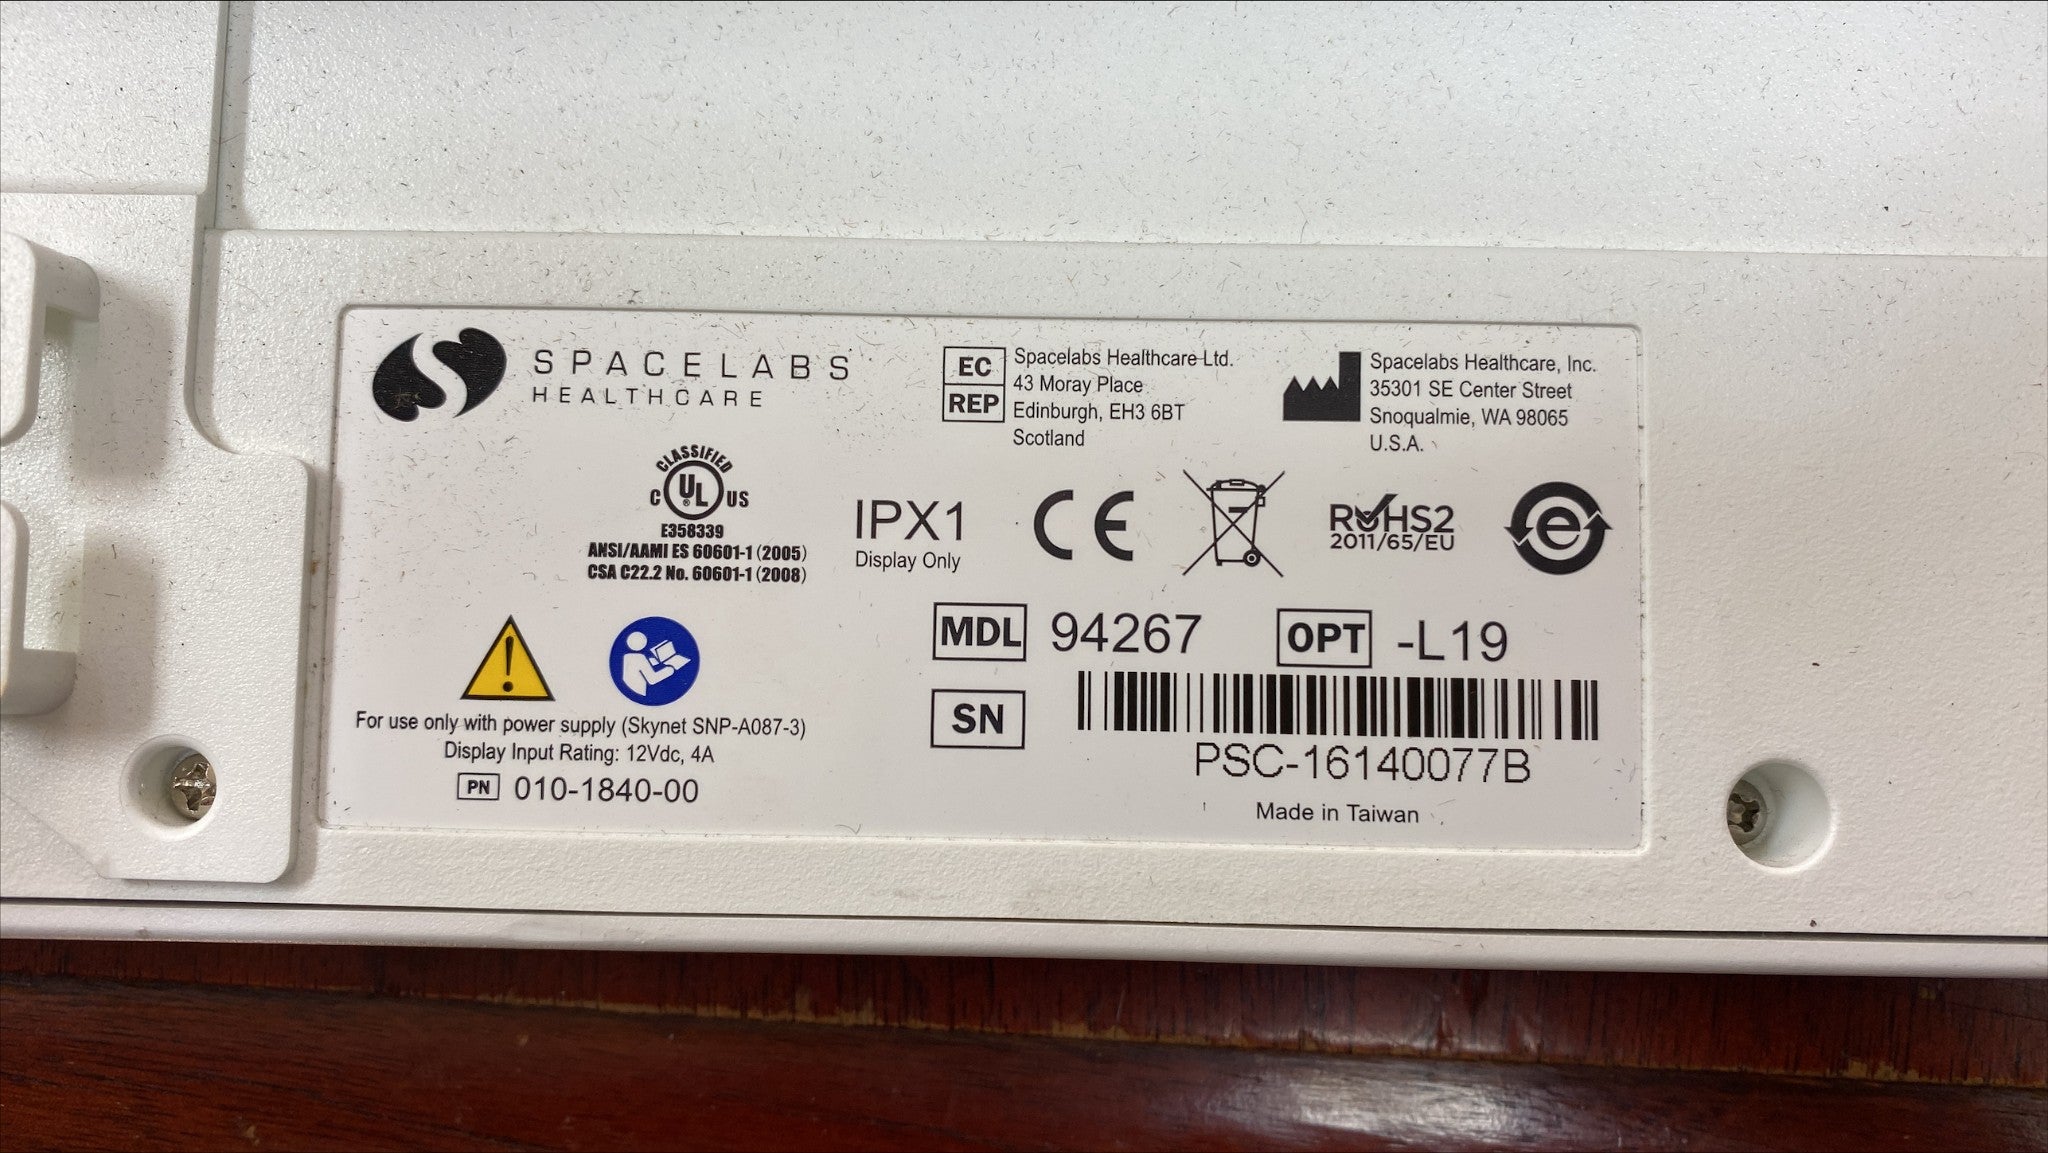 SPACELABS
HEALTHCARE
EC
REP
Spacelabs Healthcare Ltd.
43 Moray Place
Edinburgh, EH3 6BT
Scotland
Spacelabs Healthcare, Inc.
35301 SE Center Street
Snoqualmie, WA 98065
U.S.A.
CLASSIFIED
C UL® US
E358339
ANSI/AAMI ES 60601-1 (2005)
CSA C22.2 No. 60601-1 (2008)
IPX1
Display Only
CE
RoHS2
2011/65/EU
e
For use only with power supply (Skynet SNP-A087-3)
Display Input Rating: 12Vdc, 4A
PN 010-1840-00
MDL 94267
OPT -L19
SN
PSC-16140077B
Made in Taiwan